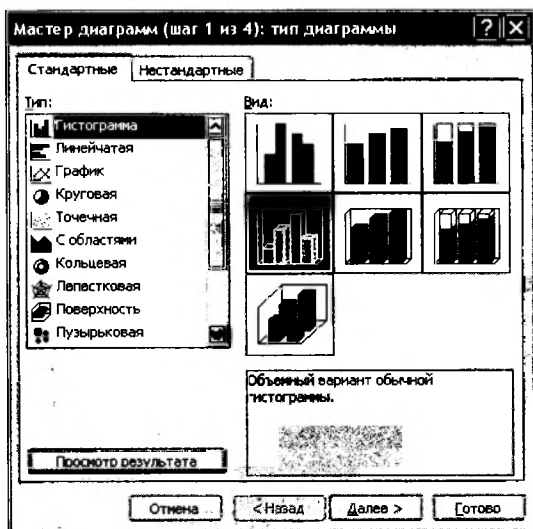 Мастер диаграмм (шаг 1 из 4): тип диаграммы
Стандартные Нестандартные
Тип:
Гистограмма
Линейчатая
График
Круговая
Точечная
С областями
Кольцевая
Лепестковая
Поверхность
Пузырьковая
Вид:
Объемный вариант обычной
гистограммы.
Просмотр результата
Отмена < Назад Далее > Готово